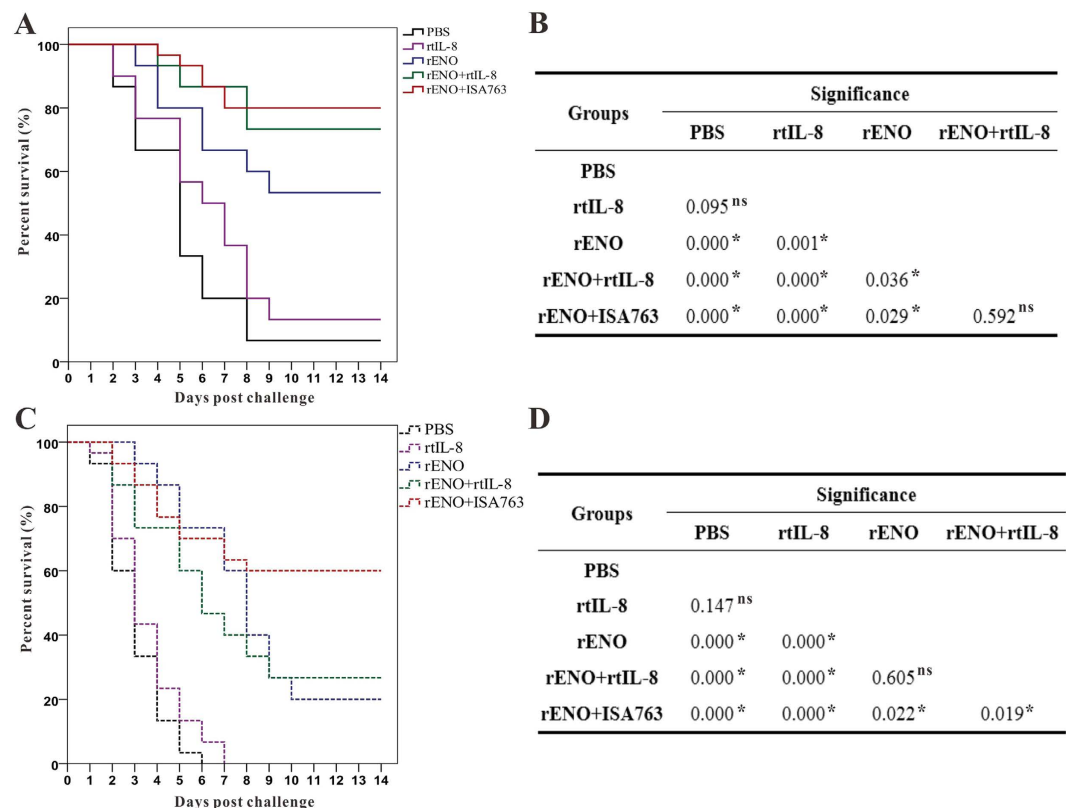 A
PBS
rtIL-8
rENO
rENO+rtIL-8
rENO+ISA763
Percent survival (%)
100
80
60
40
20
0
0 1 2 3 4 5 6 7 8 9 10 11 12 13 14
Days post challenge
B
Groups
Significance
PBS rtIL-8 rENO rENO+rtIL-8
PBS
rtIL-8 0.095 ns
rENO 0.000 * 0.001 *
rENO+rtIL-8 0.000 * 0.000 * 0.036 *
rENO+ISA763 0.000 * 0.000 * 0.029 * 0.592 ns
C
PBS
rtIL-8
rENO
rENO+rtIL-8
rENO+ISA763
Percent survival (%)
100
80
60
40
20
0
0 1 2 3 4 5 6 7 8 9 10 11 12 13 14
Days post challenge
D
Groups
Significance
PBS rtIL-8 rENO rENO+rtIL-8
PBS
rtIL-8 0.147 ns
rENO 0.000 * 0.000 *
rENO+rtIL-8 0.000 * 0.000 * 0.605 ns
rENO+ISA763 0.000 * 0.000 * 0.022 * 0.019 *